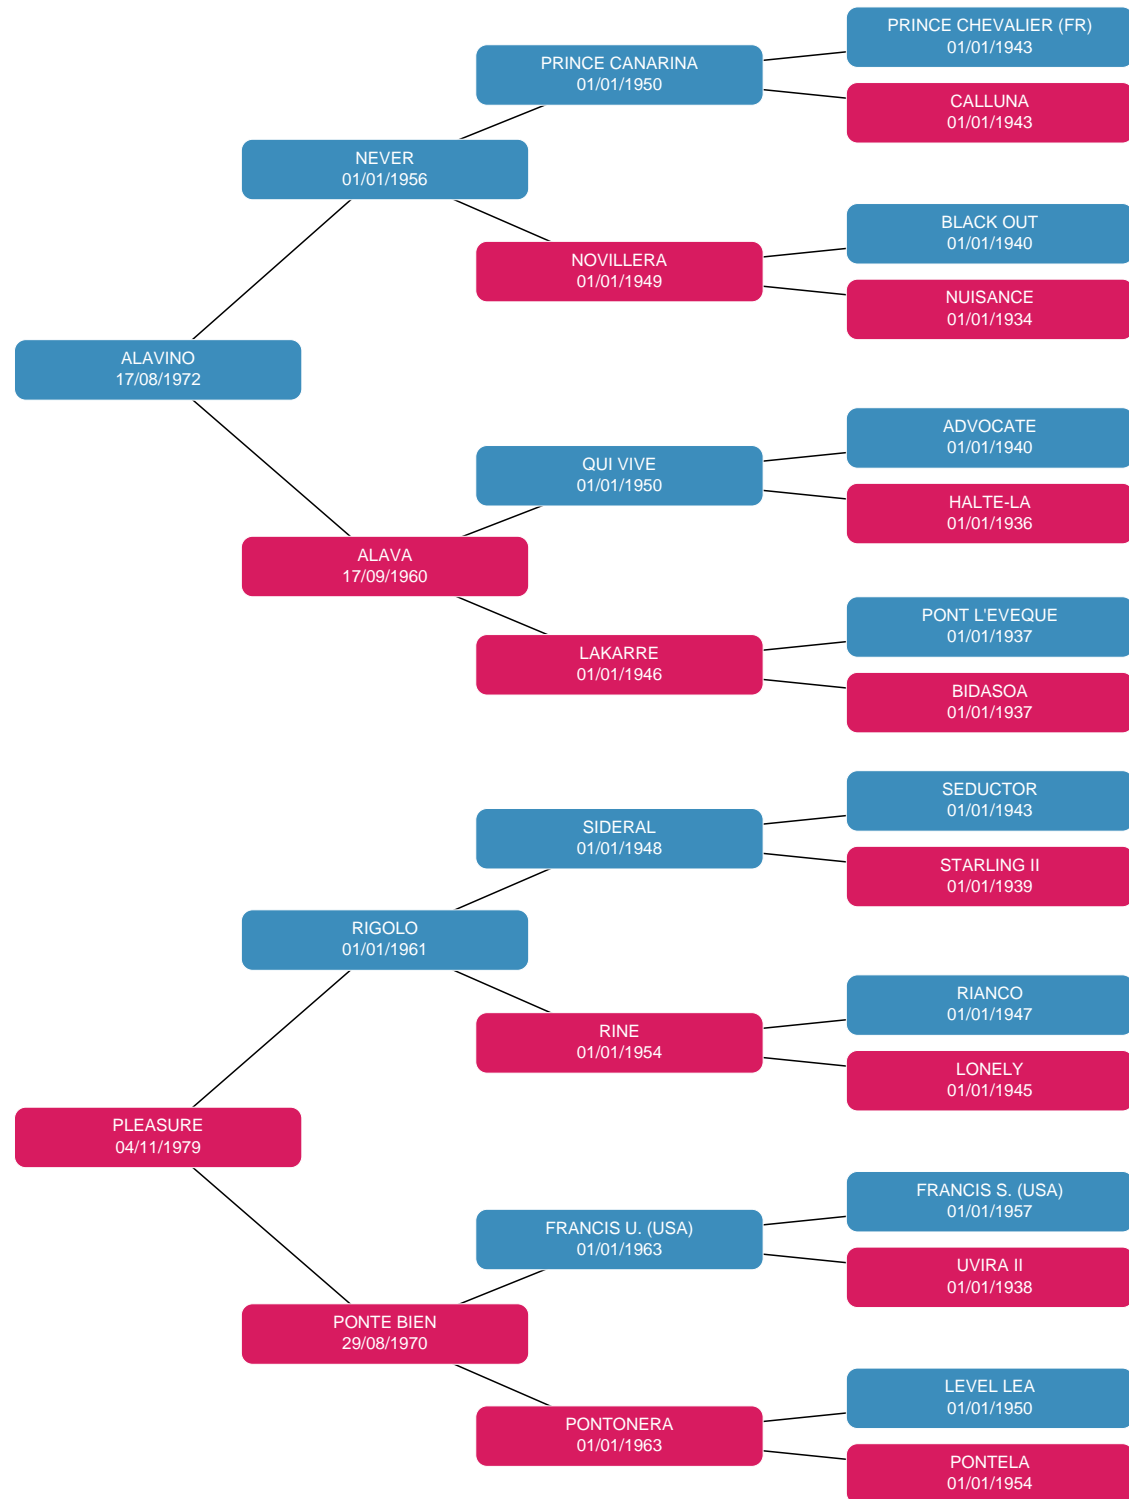 PRINCE CHEVALIER (FR)
01/01/1943
PRINCE CANARINA
01/01/1950
CALLUNA
01/01/1943
NEVER
01/01/1956
BLACK OUT
01/01/1940
NOVILLERA
01/01/1949
NUISANCE
01/01/1934
ALAVINO
17/08/1972
ADVOCATE
01/01/1940
QUI VIVE
01/01/1950
HALTE-LA
01/01/1936
ALAVA
17/09/1960
PONT L'EVEQUE
01/01/1937
LAKARRE
01/01/1946
BIDASOA
01/01/1937
SEDUCTOR
01/01/1943
SIDERAL
01/01/1948
STARLING II
01/01/1939
RIGOLO
01/01/1961
RIANCO
01/01/1947
RINE
01/01/1954
LONELY
01/01/1945
PLEASURE
04/11/1979
FRANCIS S. (USA)
01/01/1957
FRANCIS U. (USA)
01/01/1963
UVIRA II
01/01/1938
PONTE BIEN
29/08/1970
LEVEL LEA
01/01/1950
PONTONERA
01/01/1963
PONTELA
01/01/1954